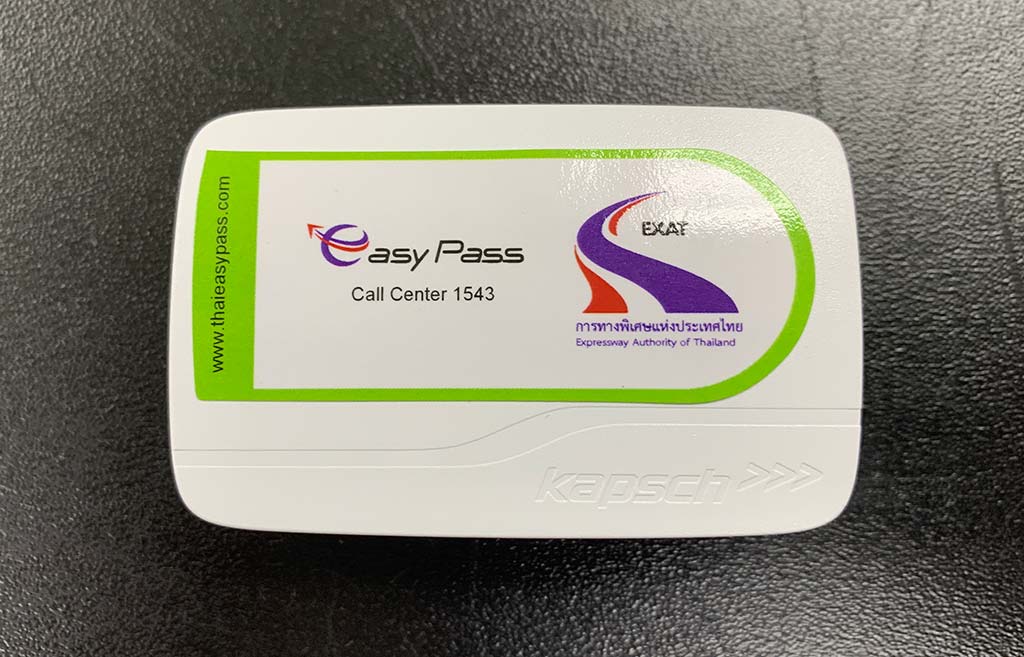 www.thaieasypass.com
easy Pass
Call Center 1543
EXAT
การทางพิเศษแห่งประเทศไทย
Expressway Authority of Thailand
kapsch >>>